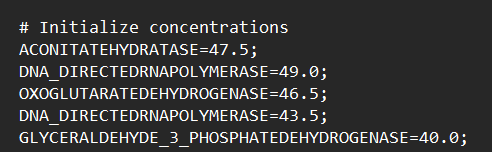 # Initialize concentrations
ACONITATEHYDRATASE=47.5;
DNA_DIRECTEDRNAPOLYMERASE=49.0;
OXOGLUTARATEDEHYDROGENASE=46.5;
DNA_DIRECTEDRNAPOLYMERASE=43.5;
GLYCERALDEHYDE_3_PHOSPHATEDEHYDROGENASE=40.0;